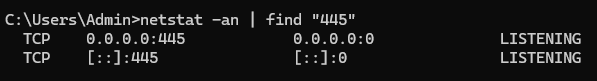 C:\Users\Admin>netstat -an | find "445"
  TCP    0.0.0.0:445            0.0.0.0:0              LISTENING
  TCP    [::]:445               [::]:0                 LISTENING